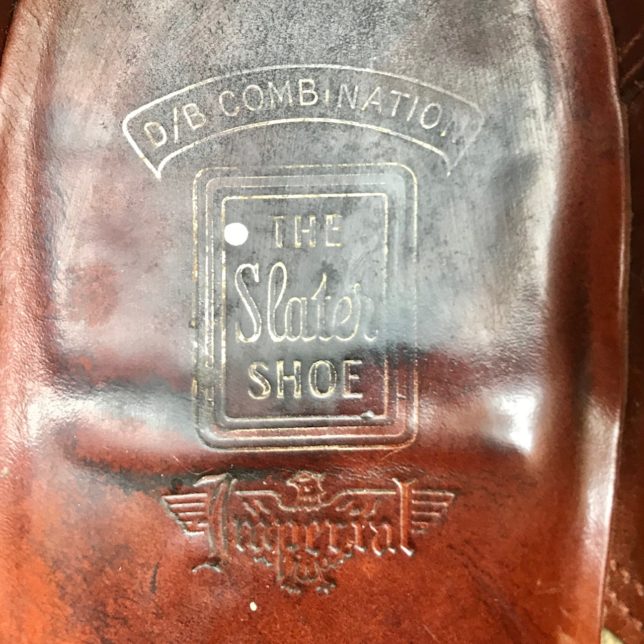 D/B COMBINATION
THE
Slater
SHOE
Imperial